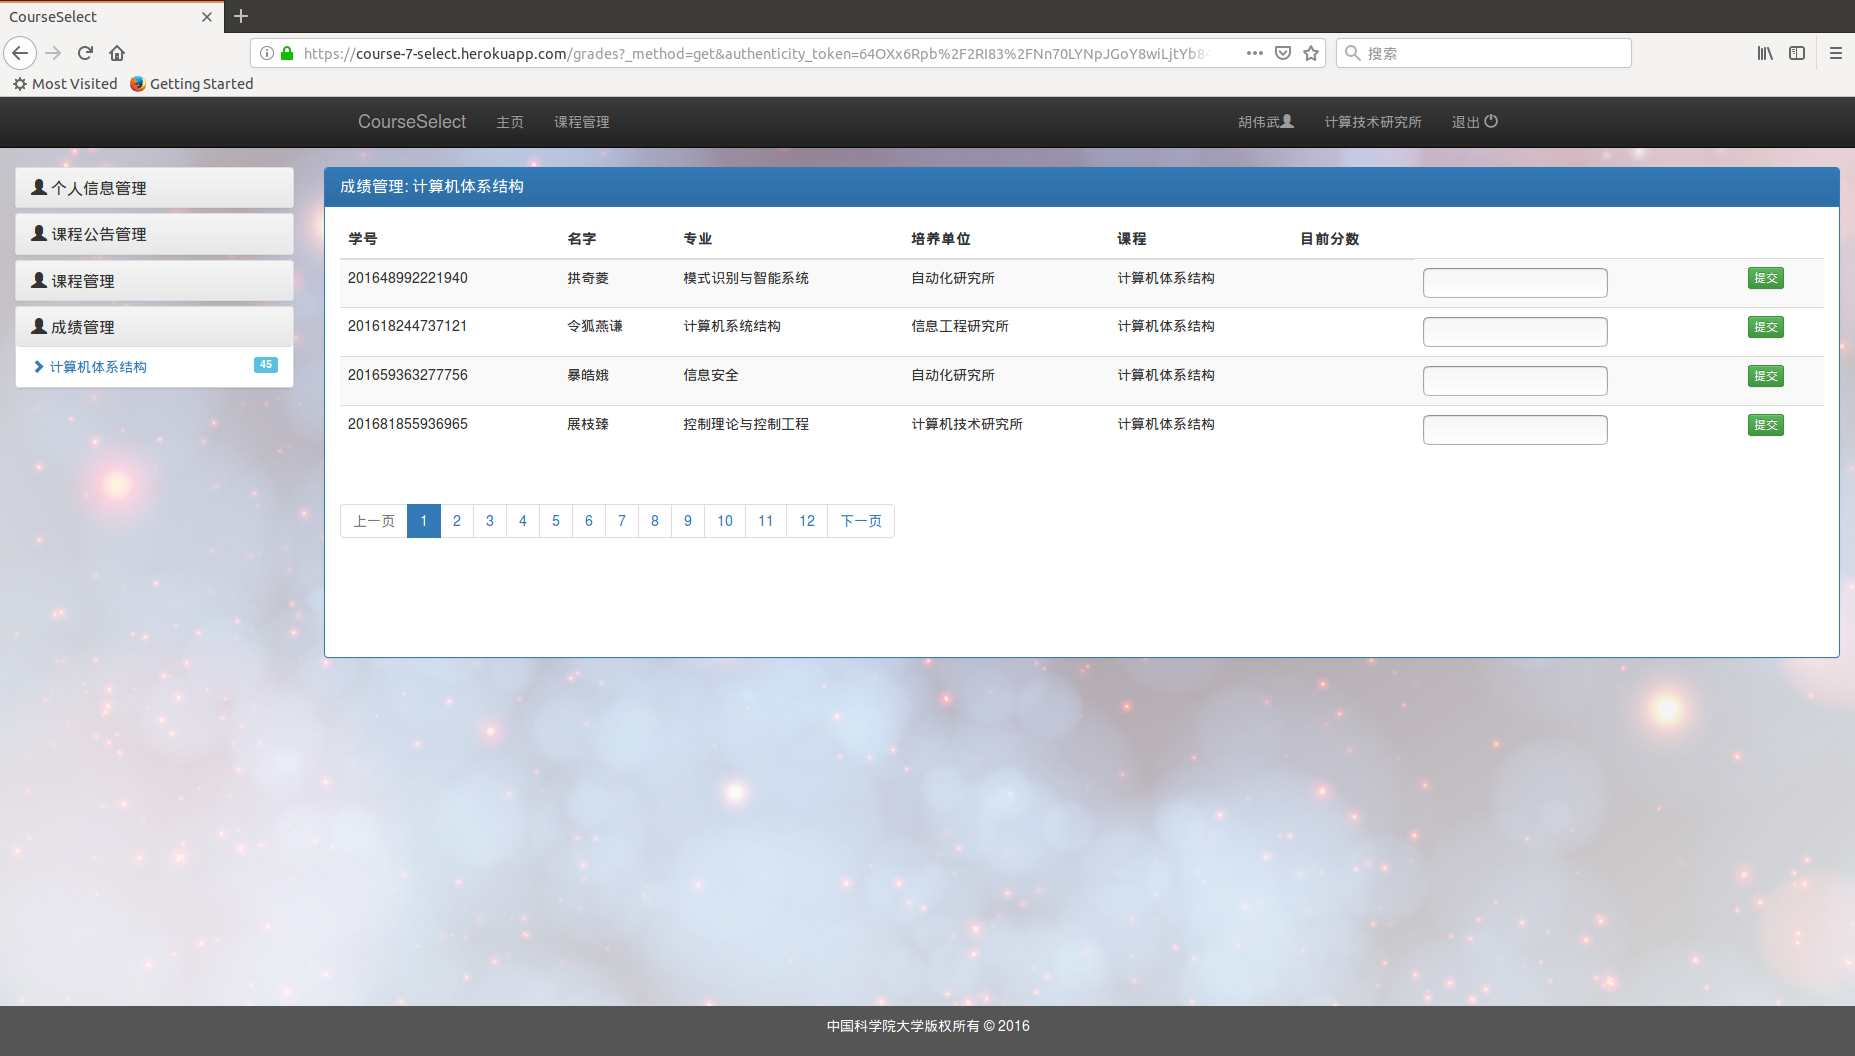 CourseSelect
https://course-7-select.herokuapp.com/grades?_method=get&authenticity_token=64OXx6Rpb%2F2RI83%2FNn70LYNpJGoY8wiLjtYb8 搜索
Most Visited Getting Started
CourseSelect 主页 课程管理 胡伟武 计算技术研究所 退出
个人信息管理
课程公告管理
课程管理
成绩管理
计算机体系结构 45
成绩管理: 计算机体系结构
学号 名字 专业 培养单位 课程 目前分数
201648992221940 拱奇菱 模式识别与智能系统 自动化研究所 计算机体系结构 提交
201618244737121 令狐燕谦 计算机系统结构 信息工程研究所 计算机体系结构 提交
201659363277756 暴皓娥 信息安全 自动化研究所 计算机体系结构 提交
201681855936965 展枝臻 控制理论与控制工程 计算机技术研究所 计算机体系结构 提交
上一页 1 2 3 4 5 6 7 8 9 10 11 12 下一页
中国科学院大学版权所有 © 2016